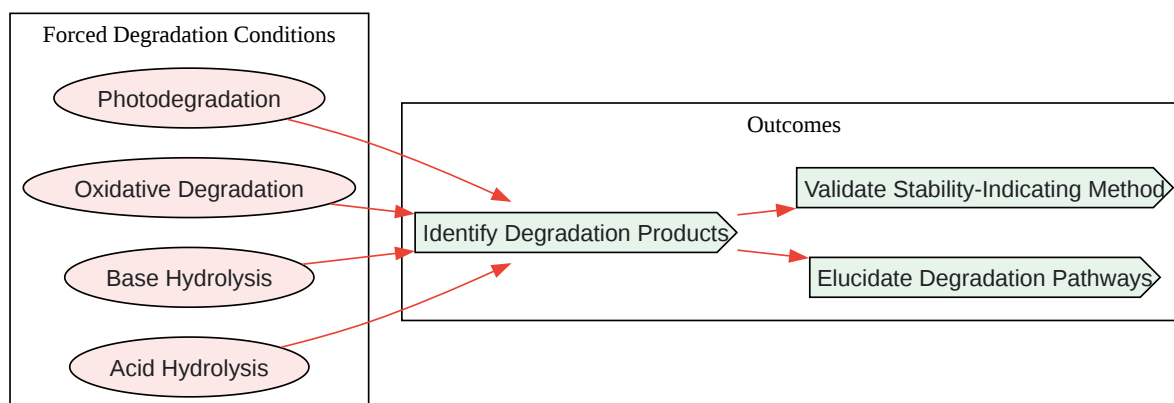 Forced Degradation Conditions
Photodegradation
Oxidative Degradation
Base Hydrolysis
Acid Hydrolysis
Outcomes
Identify Degradation Products
Validate Stability-Indicating Method
Elucidate Degradation Pathways